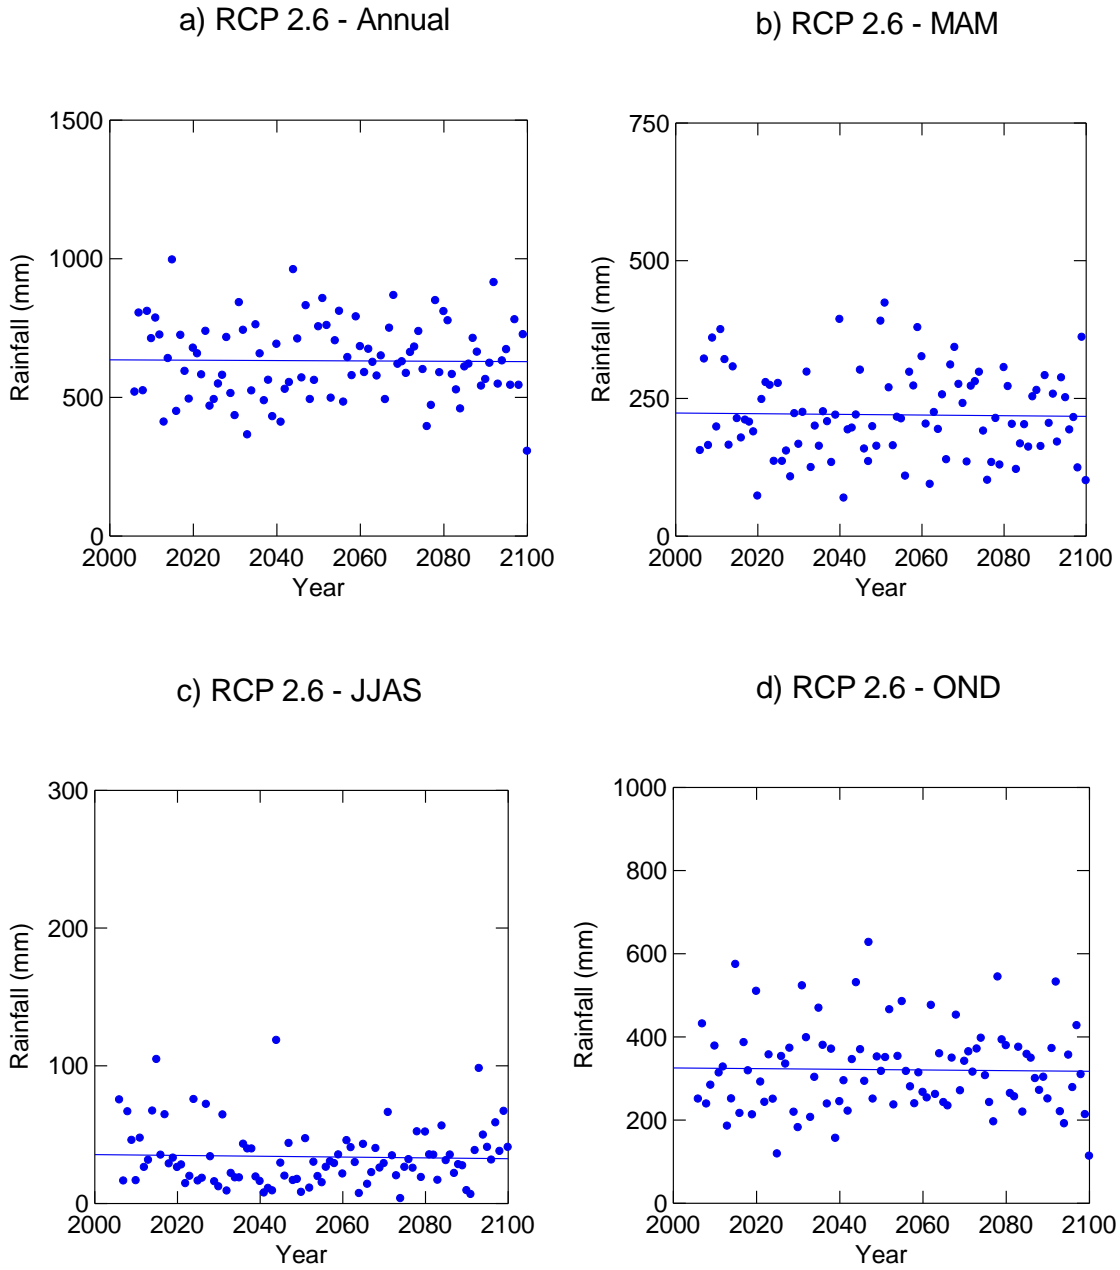 a) RCP 2.6 - Annual
1500
1000
500
0
Rainfall (mm)
2000 2020 2040 2060 2080 2100
Year
b) RCP 2.6 - MAM
750
500
250
0
Rainfall (mm)
2000 2020 2040 2060 2080 2100
Year
c) RCP 2.6 - JJAS
300
200
100
0
Rainfall (mm)
2000 2020 2040 2060 2080 2100
Year
d) RCP 2.6 - OND
1000
800
600
400
200
0
Rainfall (mm)
2000 2020 2040 2060 2080 2100
Year